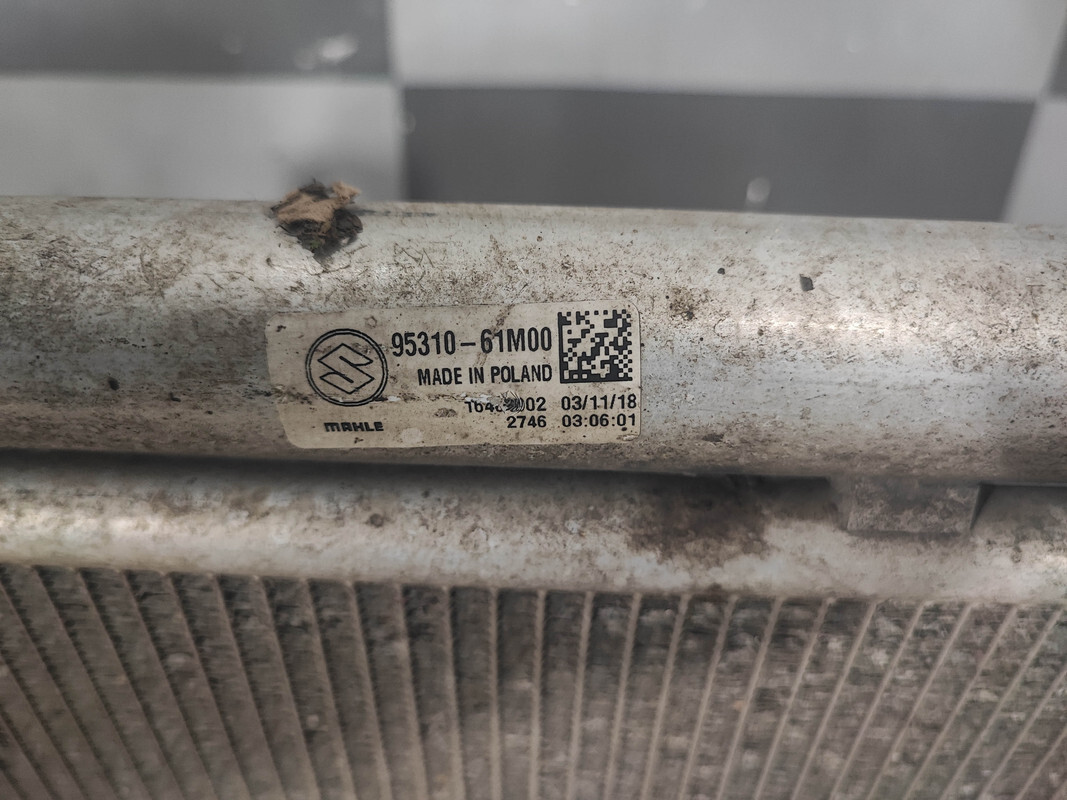 95310-61M00
MADE IN POLAND
03/11/18
2746 03:06:01
MAHLE